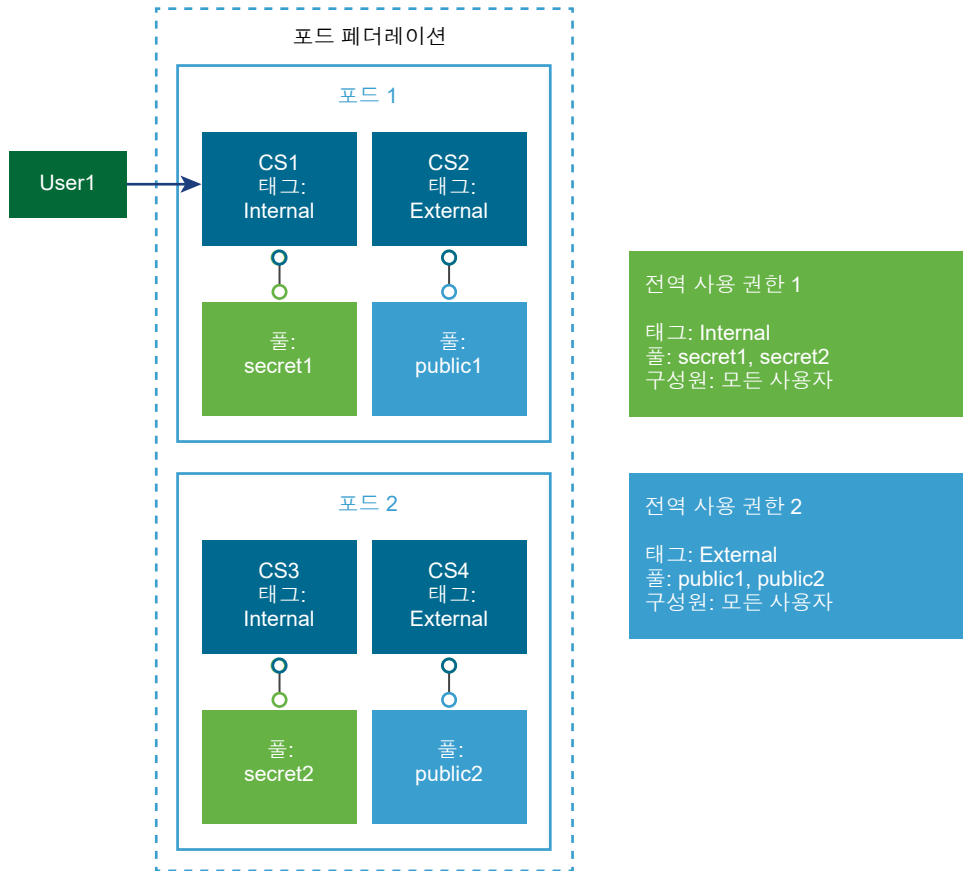 포드 페더레이션
포드 1
User1
CS1
태그:
Internal
CS2
태그:
External
풀:
secret1
풀:
public1
전역 사용 권한 1
태그: Internal
풀: secret1, secret2
구성원: 모든 사용자
포드 2
CS3
태그:
Internal
CS4
태그:
External
풀:
secret2
풀:
public2
전역 사용 권한 2
태그: External
풀: public1, public2
구성원: 모든 사용자